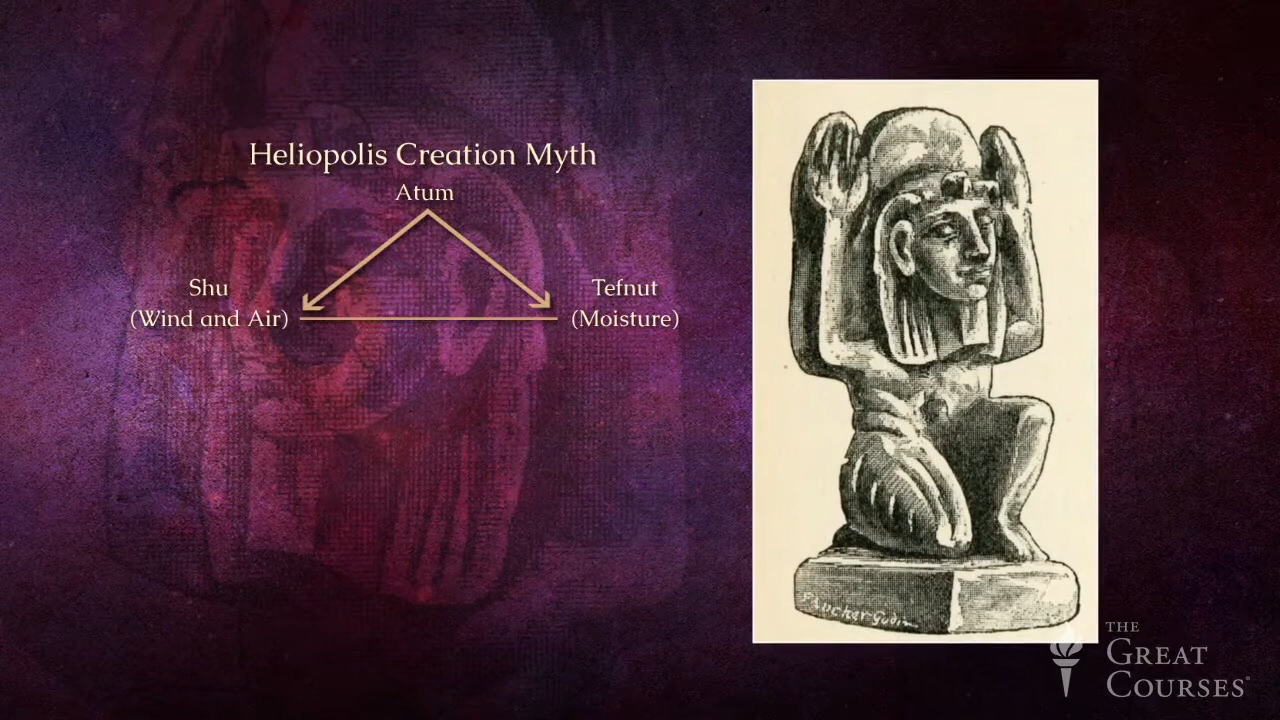 Heliopolis Creation Myth
Atum
Shu
(Wind and Air)
Tefnut
(Moisture)
THE
GREAT
COURSES